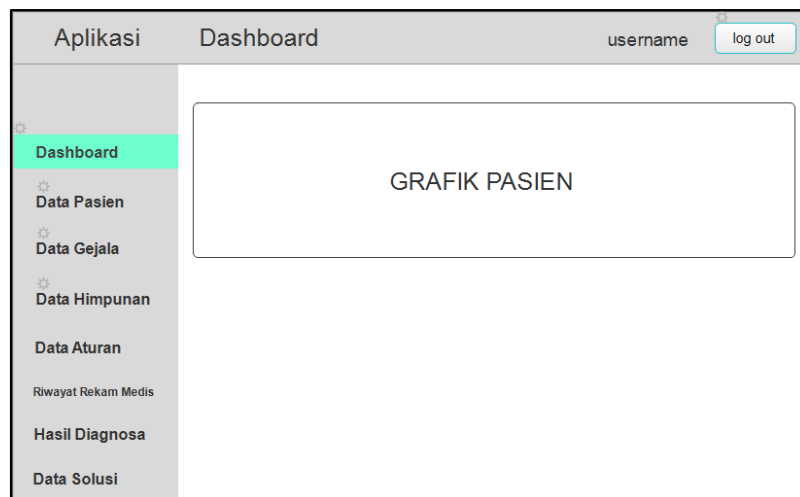 Aplikasi Dashboard username log out
Dashboard
GRAFIK PASIEN
Data Pasien
Data Gejala
Data Himpunan
Data Aturan
Riwayat Rekam Medis
Hasil Diagnosa
Data Solusi